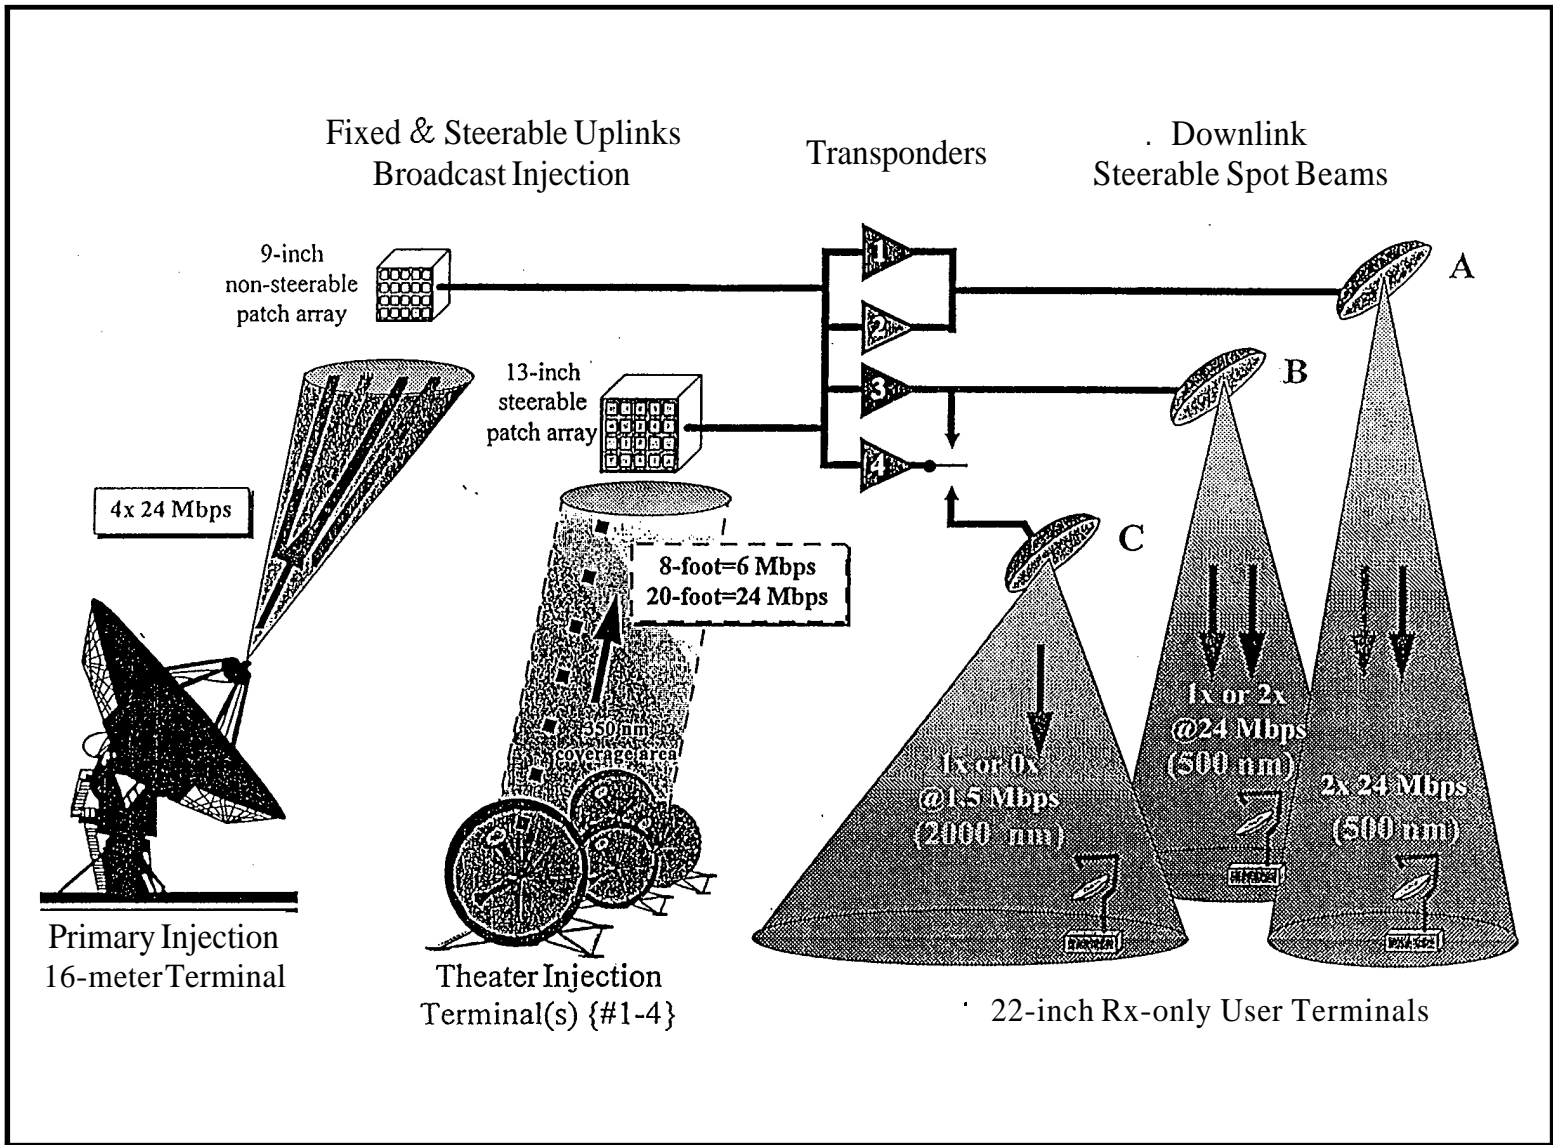 Fixed & Steerable Uplinks
Broadcast Injection
Transponders
Downlink
Steerable Spot Beams
9-inch
non-steerable
patch array
1
2
3
4
A
B
C
13-inch
steerable
patch array
4x 24 Mbps
8-foot=6 Mbps
20-foot=24 Mbps
350 nm
coverage area
1x or 0x
@1.5 Mbps
(2000 nm)
1x or 2x
@24 Mbps
(500 nm)
2x 24 Mbps
(500 nm)
Primary Injection
16-meter Terminal
Theater Injection
Terminal(s) {#1-4}
22-inch Rx-only User Terminals